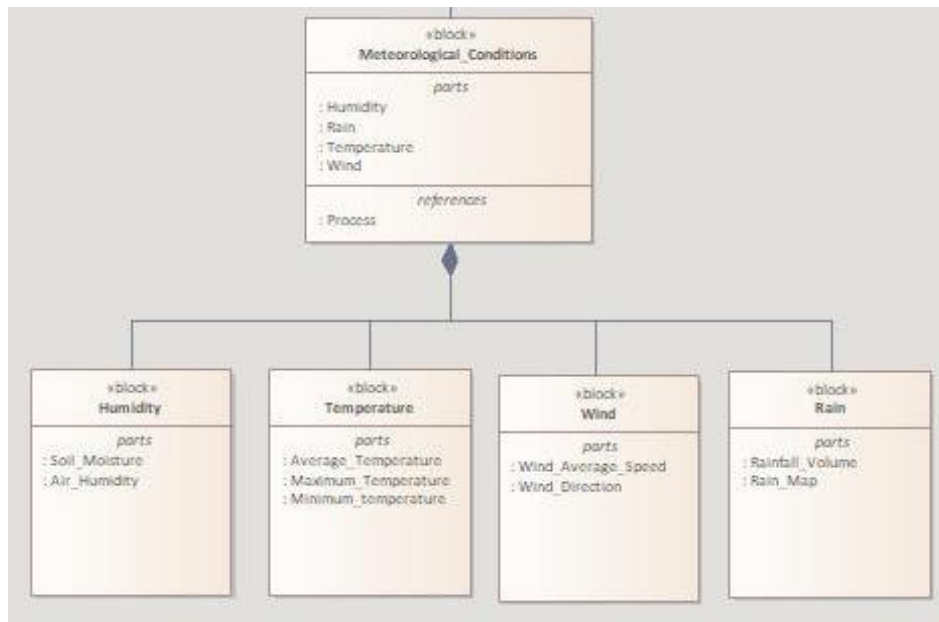 «block»
Meteorological_Conditions
parts
: Humidity
: Rain
: Temperature
: Wind
references
: Process
«block»
Humidity
parts
: Soil_Moisture
: Air_Humidity
«block»
Temperature
parts
: Average_Temperature
: Maximum_Temperature
: Minimum_temperature
«block»
Wind
parts
: Wind_Average_Speed
: Wind_Direction
«block»
Rain
parts
: Rainfall_Volume
: Rain_Map